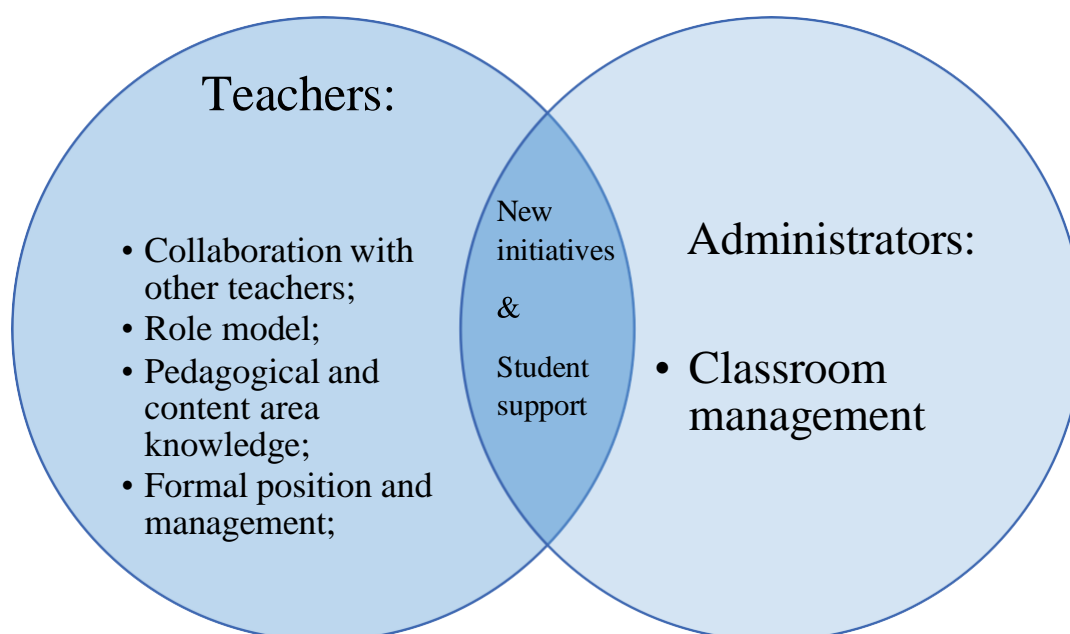 Teachers:
• Collaboration with
other teachers;
• Role model;
• Pedagogical and
content area
knowledge;
• Formal position and
management;
New
initiatives
&
Student
support
Administrators:
• Classroom
management